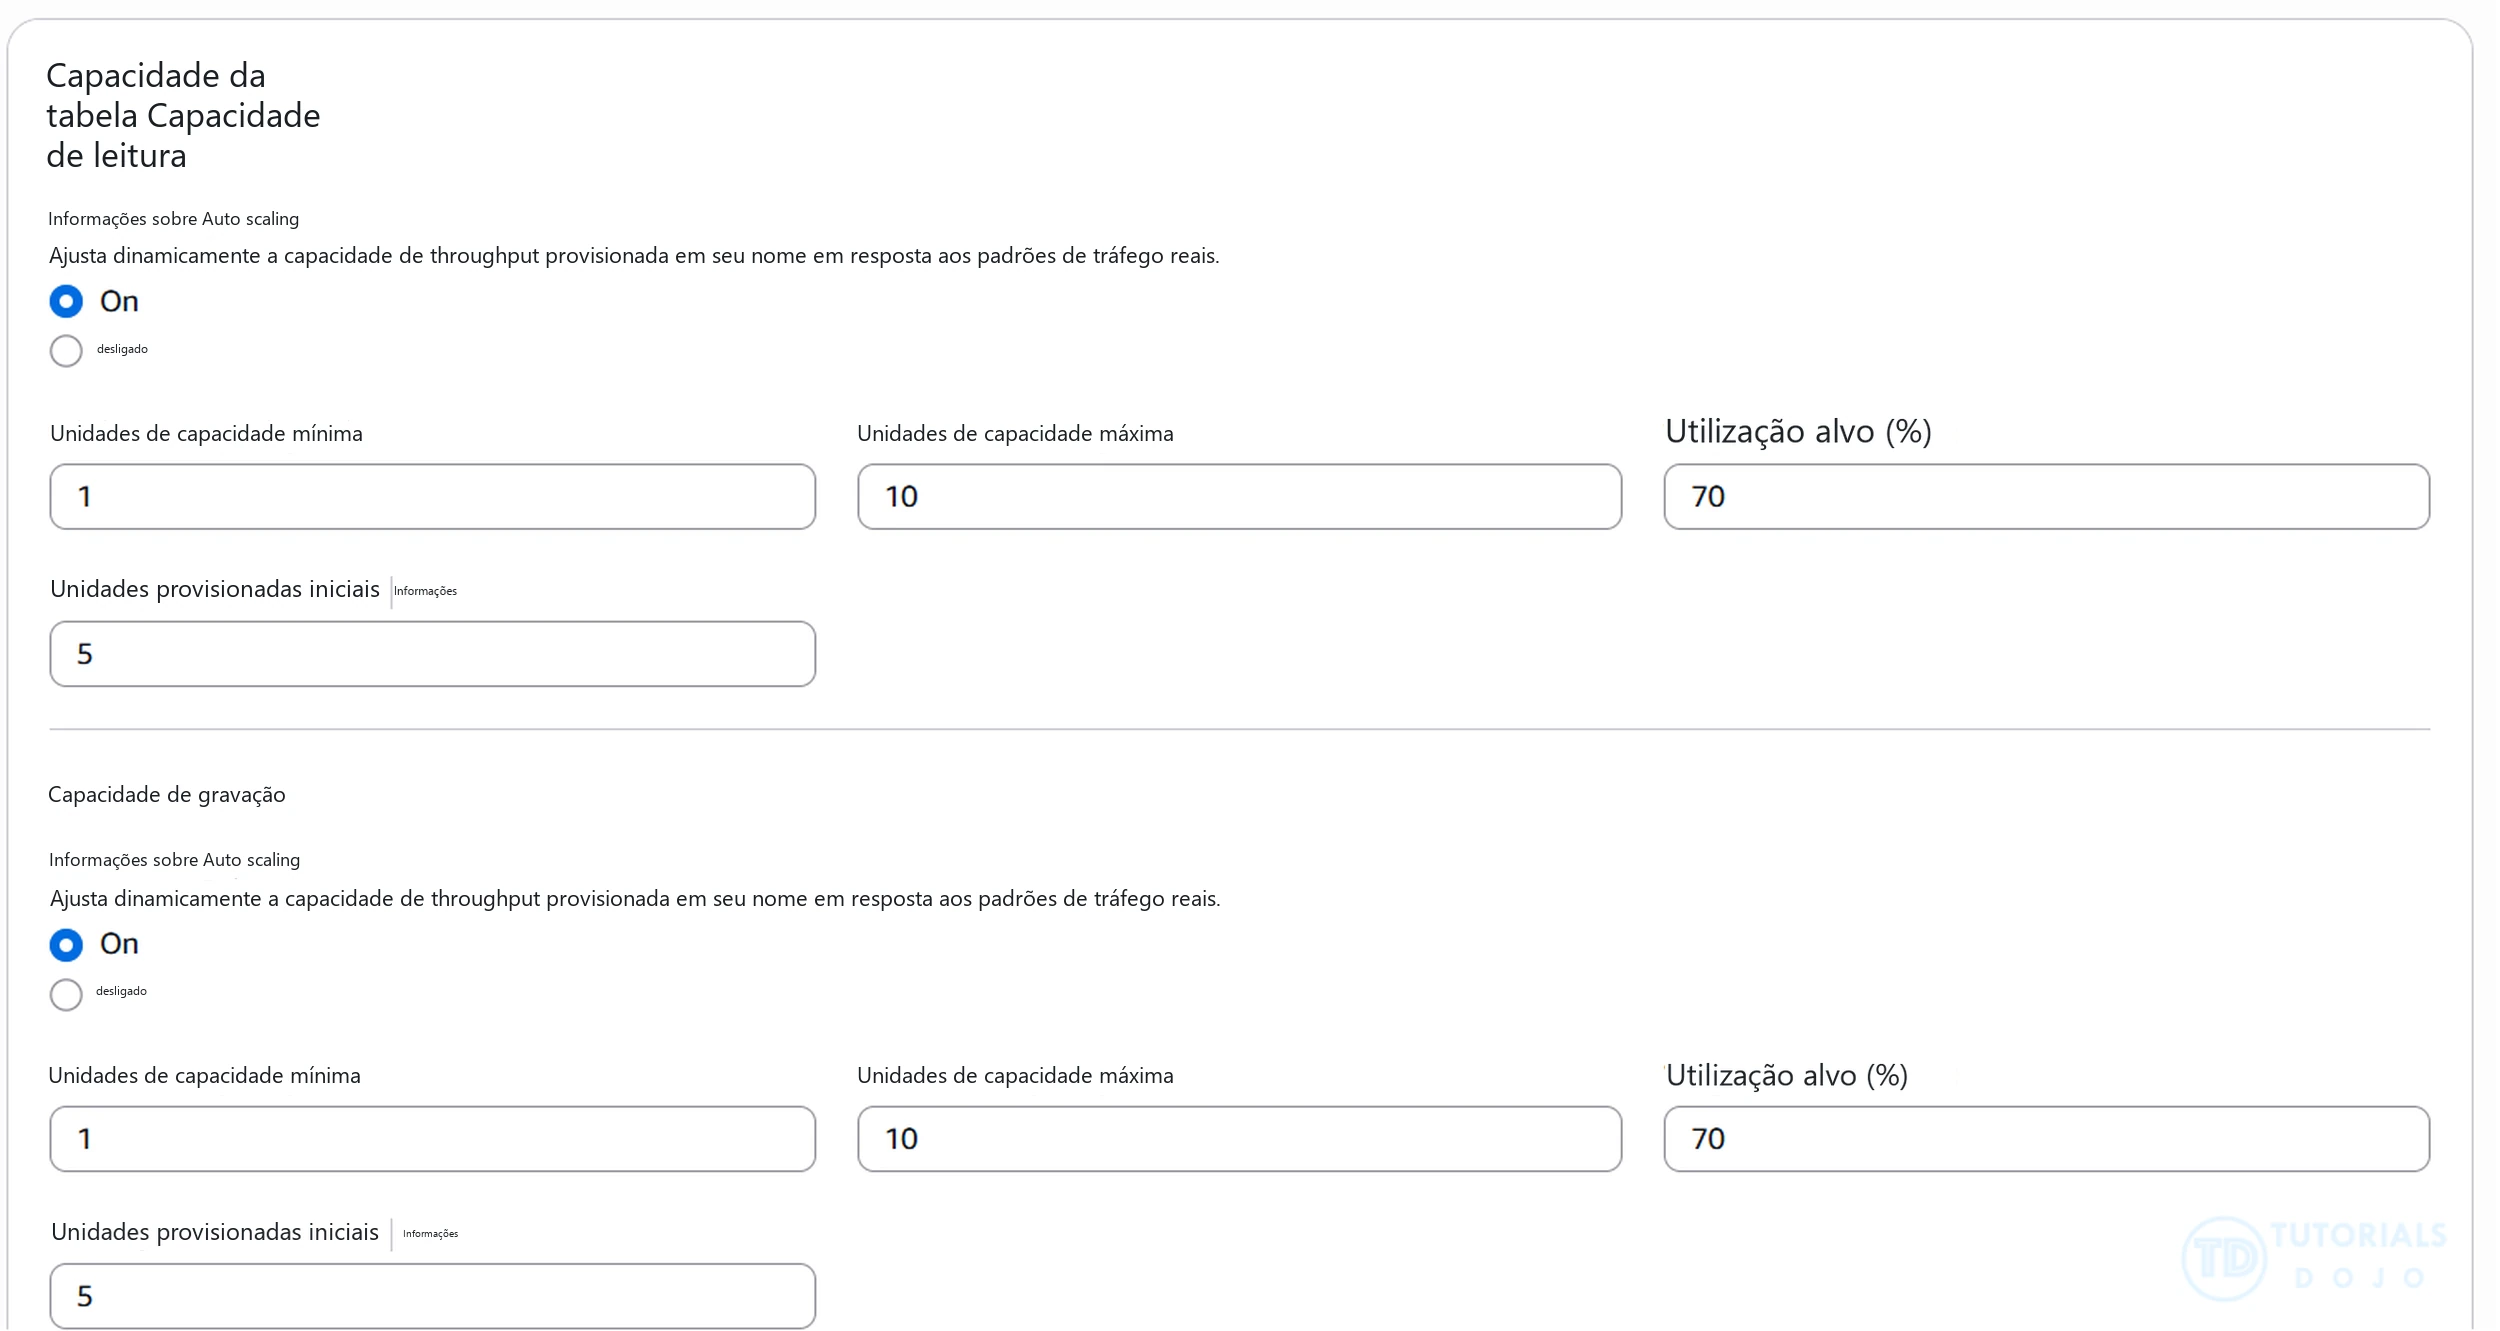 Capacidade da
tabela Capacidade
de leitura
Informações sobre Auto scaling
Ajusta dinamicamente a capacidade de throughput provisionada em seu nome em resposta aos padrões de tráfego reais.
On
desligado
Unidades de capacidade mínima
Unidades de capacidade máxima
Utilização alvo (%)
1
10
70
Unidades provisionadas iniciais
Informações
5
Capacidade de gravação
Informações sobre Auto scaling
Ajusta dinamicamente a capacidade de throughput provisionada em seu nome em resposta aos padrões de tráfego reais.
On
desligado
Unidades de capacidade mínima
Unidades de capacidade máxima
Utilização alvo (%)
1
10
70
Unidades provisionadas iniciais
Informações
5
TD
TUTORIALS
DOJO